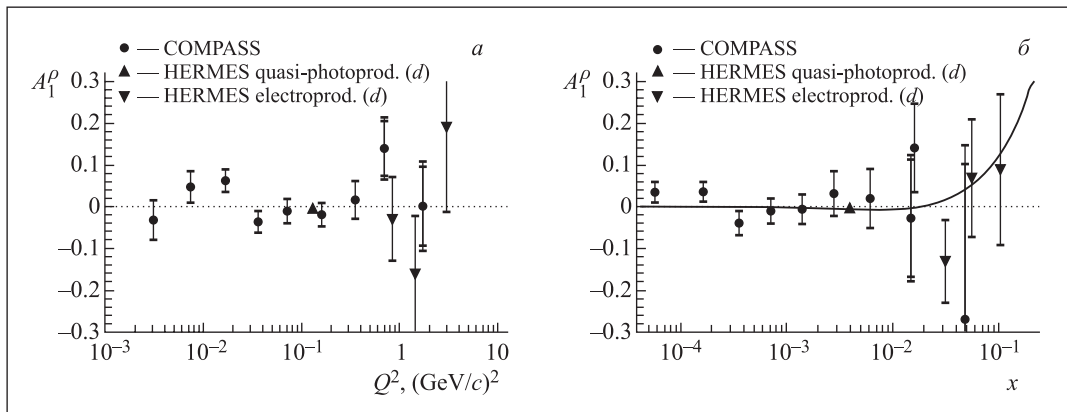 ● — COMPASS
▲ — HERMES quasi-photoprod. (d)
▼ — HERMES electroprod. (d)
а
A₁^ρ
0.3
0.2
0.1
0
–0.1
–0.2
–0.3
10⁻³ 10⁻² 10⁻¹ 1 10
Q², (GeV/c)²
● — COMPASS
▲ — HERMES quasi-photoprod. (d)
▼ — HERMES electroprod. (d)
б
A₁^ρ
0.3
0.2
0.1
0
–0.1
–0.2
–0.3
10⁻⁴ 10⁻³ 10⁻² 10⁻¹
x